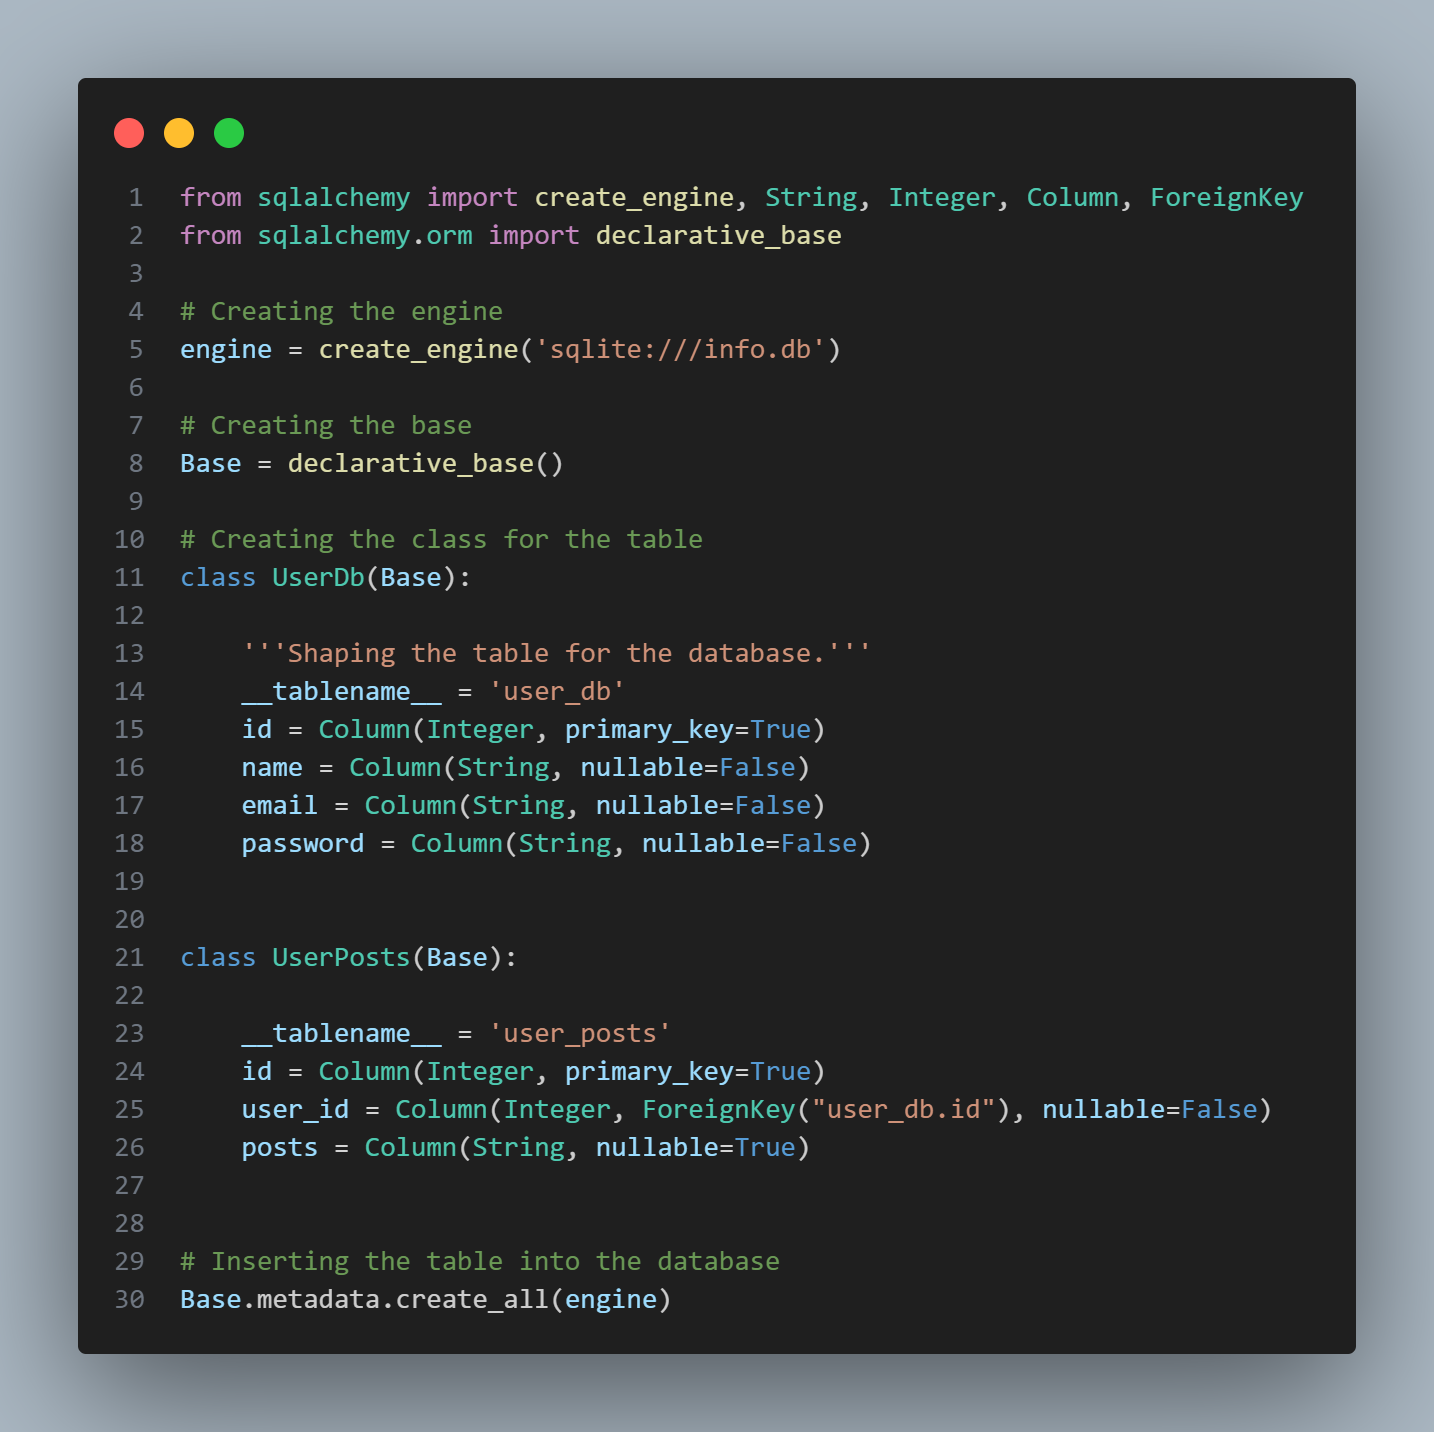 1 from sqlalchemy import create_engine, String, Integer, Column, ForeignKey
2 from sqlalchemy.orm import declarative_base
3
4 # Creating the engine
5 engine = create_engine('sqlite:///info.db')
6
7 # Creating the base
8 Base = declarative_base()
9
10 # Creating the class for the table
11 class UserDb(Base):
12
13     '''Shaping the table for the database.'''
14     __tablename__ = 'user_db'
15     id = Column(Integer, primary_key=True)
16     name = Column(String, nullable=False)
17     email = Column(String, nullable=False)
18     password = Column(String, nullable=False)
19
20
21 class UserPosts(Base):
22
23     __tablename__ = 'user_posts'
24     id = Column(Integer, primary_key=True)
25     user_id = Column(Integer, ForeignKey("user_db.id"), nullable=False)
26     posts = Column(String, nullable=True)
27
28
29 # Inserting the table into the database
30 Base.metadata.create_all(engine)